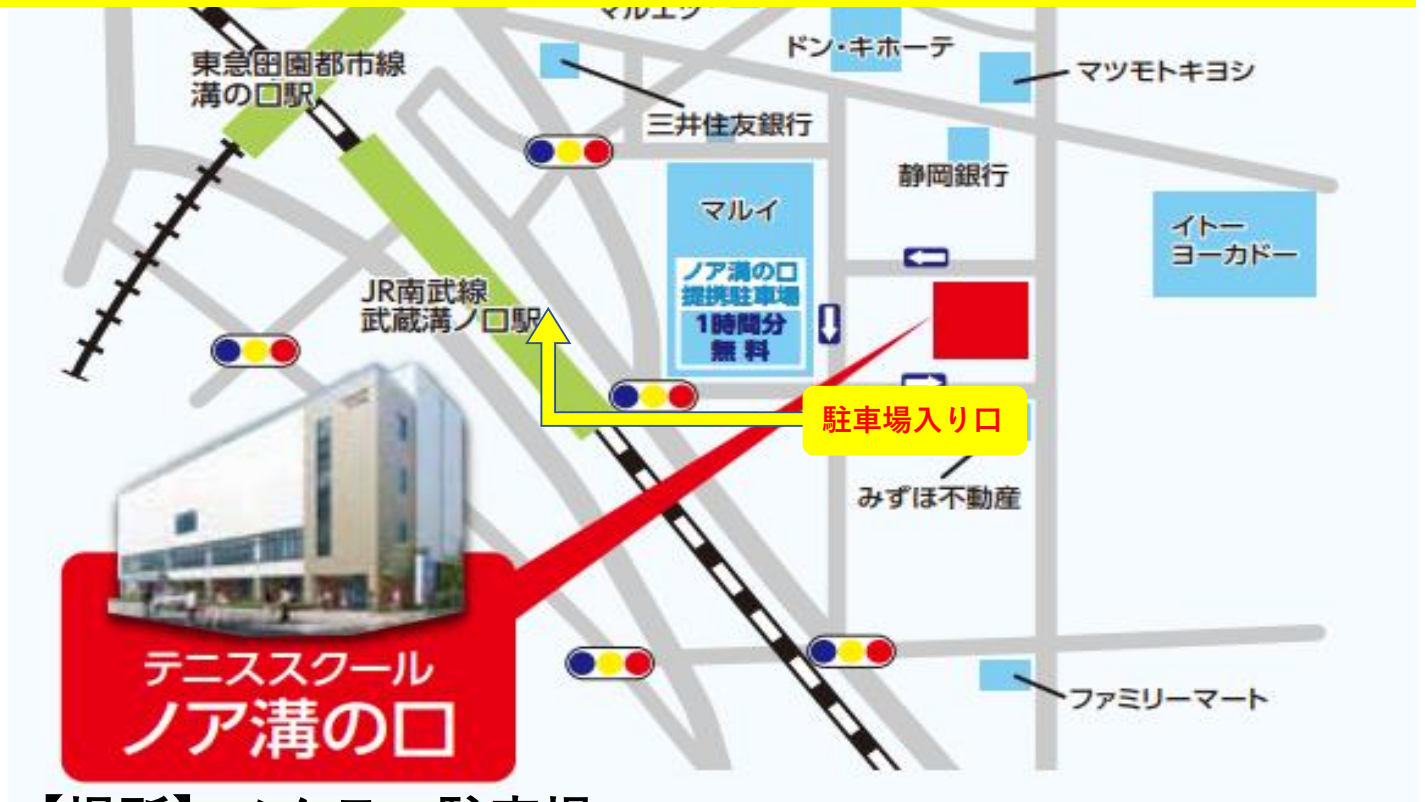 マルエツ
ドン・キホーテ
東急田園都市線
溝の口駅
マツモトキヨシ
三井住友銀行
静岡銀行
マルイ
イトー
ヨーカドー
ノア溝の口
提携駐車場
1時間分
無料
JR南武線
武蔵溝ノ口駅
駐車場入り口
みずほ不動産
テニススクール
ノア溝の口
ファミリーマート